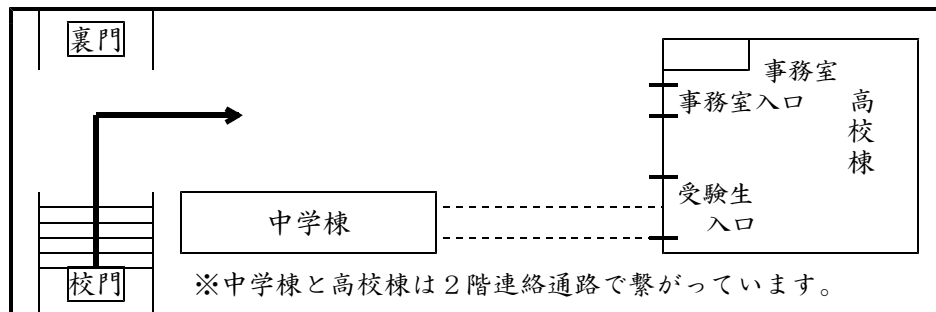 裏門
事務室
事務室入口
高校棟
受験生
入口
中学棟
校門
※中学棟と高校棟は２階連絡通路で繋がっています。